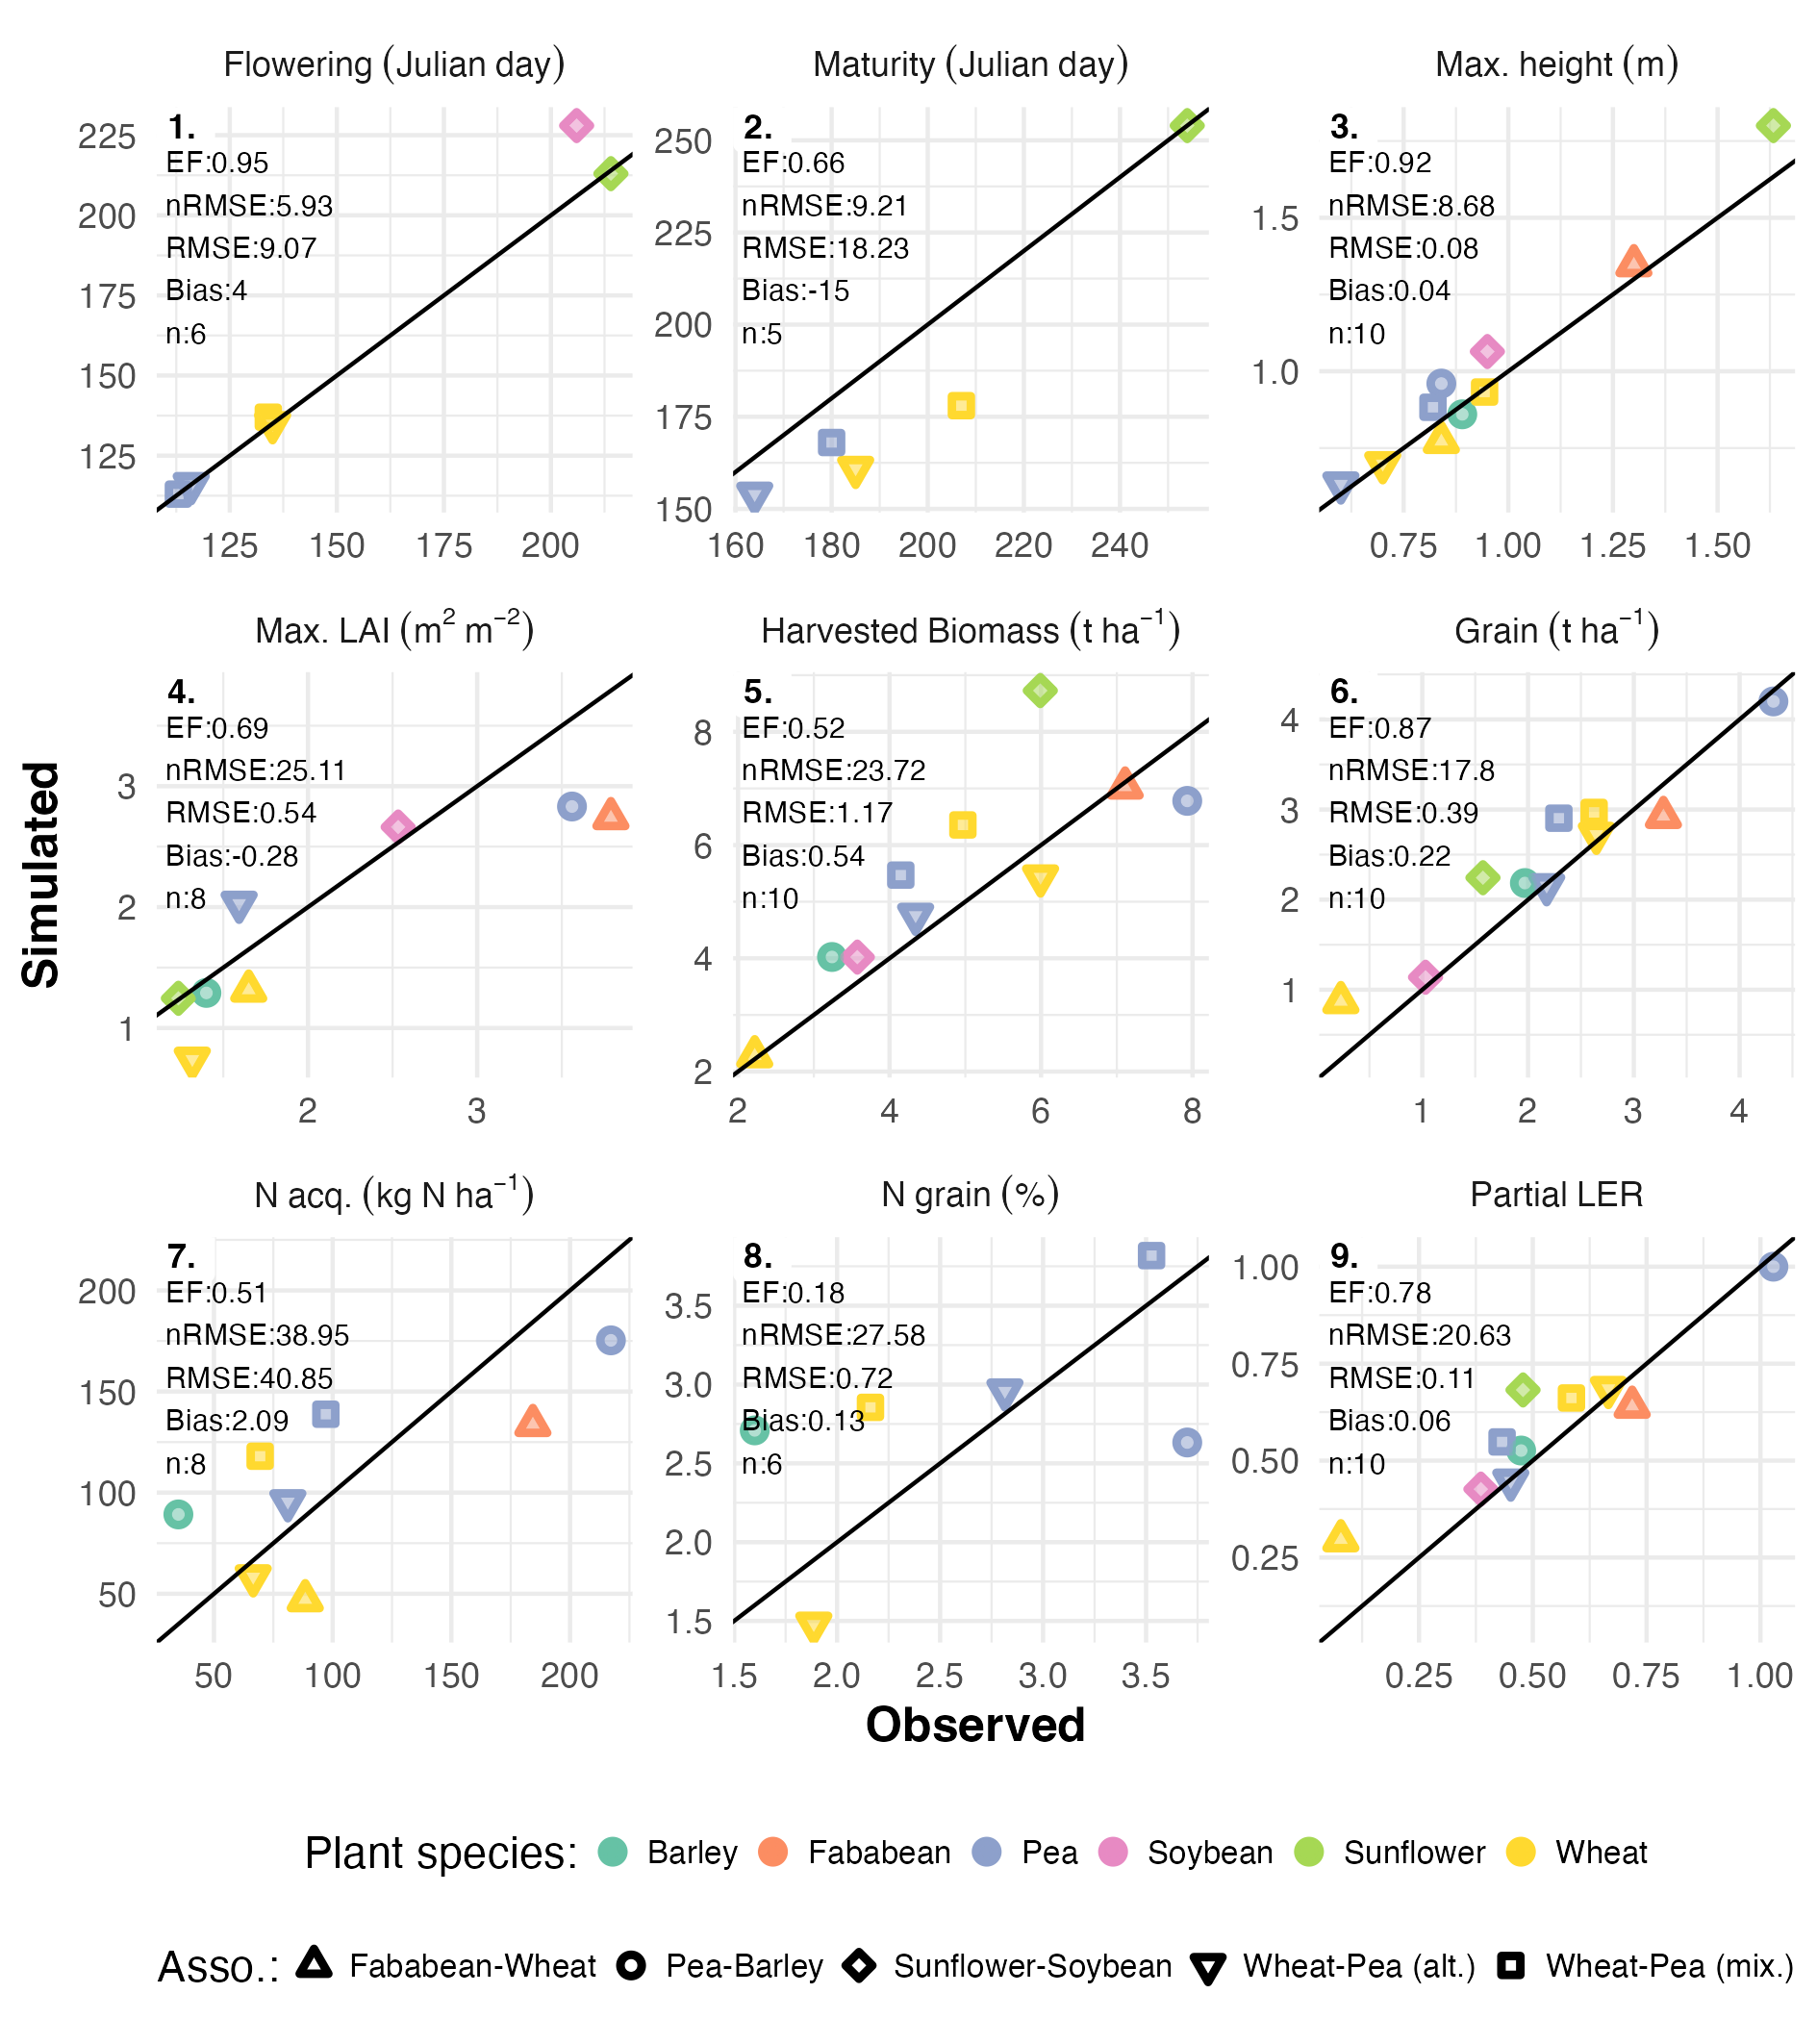 Flowering (Julian day)
1.
EF:0.95
nRMSE:5.93
RMSE:9.07
Bias:4
n:6
225
200
175
150
125
125 150 175 200
Maturity (Julian day)
2.
EF:0.66
nRMSE:9.21
RMSE:18.23
Bias:-15
n:5
250
225
200
175
150
160 180 200 220 240
Max. height (m)
3.
EF:0.92
nRMSE:8.68
RMSE:0.08
Bias:0.04
n:10
1.5
1.0
0.75 1.00 1.25 1.50
Max. LAI (m² m⁻²)
4.
EF:0.69
nRMSE:25.11
RMSE:0.54
Bias:-0.28
n:8
3
2
1
2 3
Harvested Biomass (t ha⁻¹)
5.
EF:0.52
nRMSE:23.72
RMSE:1.17
Bias:0.54
n:10
8
6
4
2
2 4 6 8
Grain (t ha⁻¹)
6.
EF:0.87
nRMSE:17.8
RMSE:0.39
Bias:0.22
n:10
4
3
2
1
1 2 3 4
N acq. (kg N ha⁻¹)
7.
EF:0.51
nRMSE:38.95
RMSE:40.85
Bias:2.09
n:8
200
150
100
50
50 100 150 200
N grain (%)
8.
EF:0.18
nRMSE:27.58
RMSE:0.72
Bias:0.13
n:6
3.5
3.0
2.5
2.0
1.5
1.5 2.0 2.5 3.0 3.5
Partial LER
9.
EF:0.78
nRMSE:20.63
RMSE:0.11
Bias:0.06
n:10
1.00
0.75
0.50
0.25
0.25 0.50 0.75 1.00
Simulated
Observed
Plant species: Barley Fababean Pea Soybean Sunflower Wheat
Asso.: Fababean-Wheat Pea-Barley Sunflower-Soybean Wheat-Pea (alt.) Wheat-Pea (mix.)